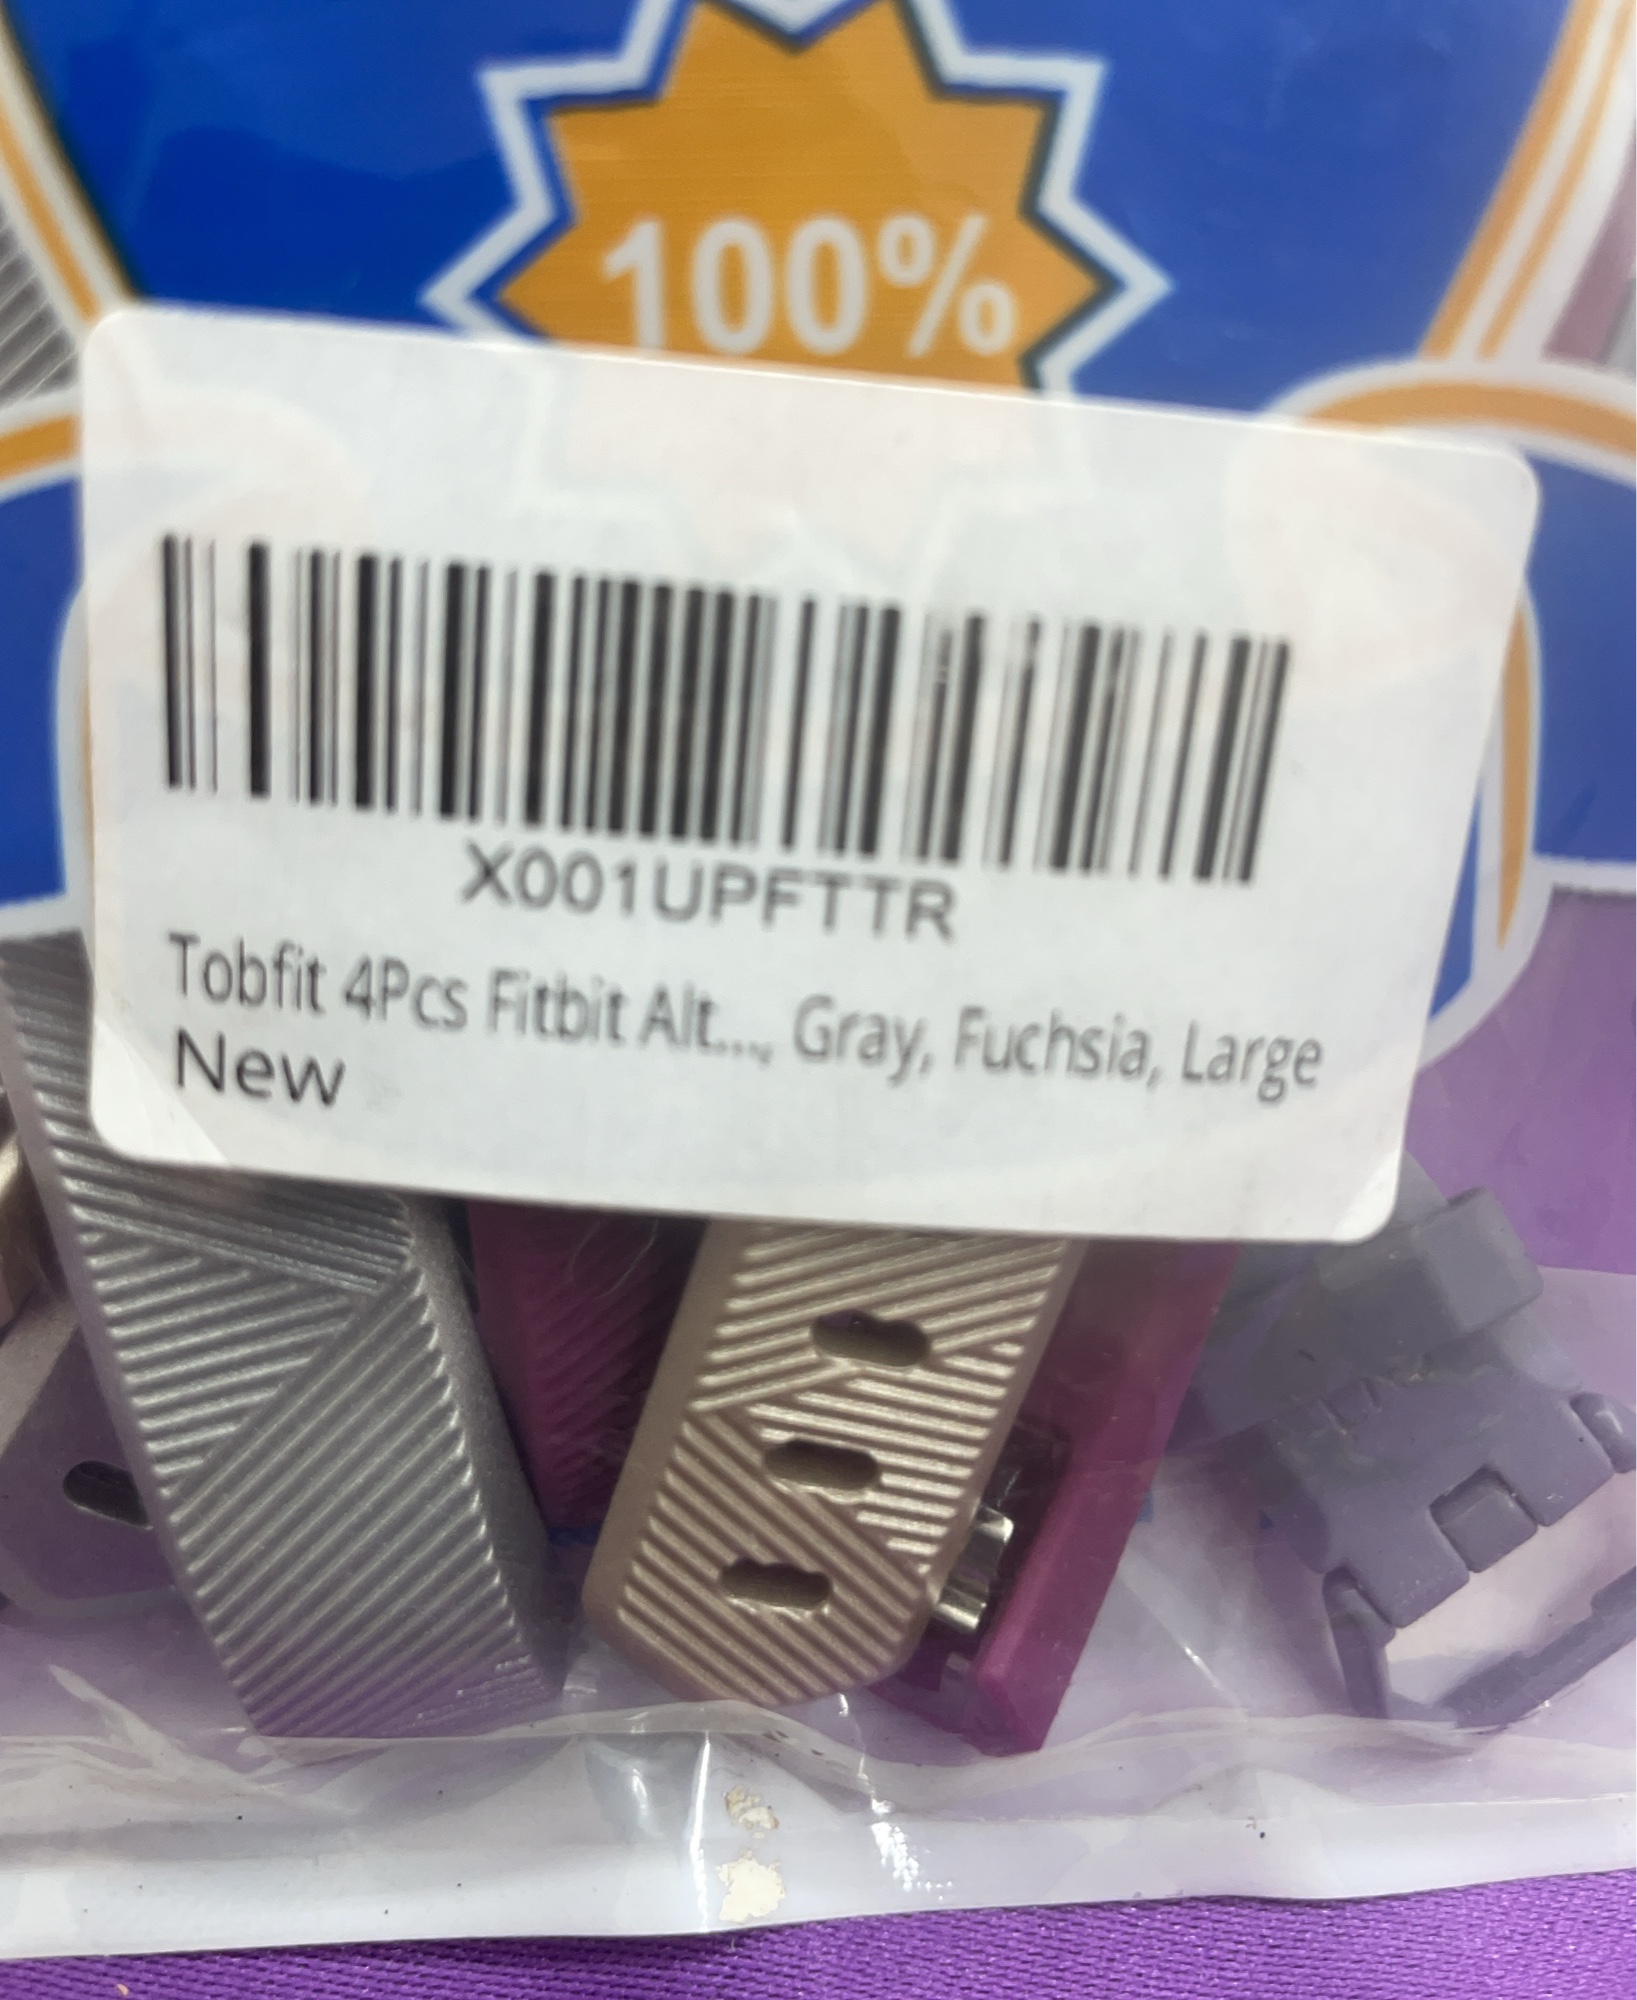 100%
X001UPFTTR
Tobfit 4Pcs Fitbit Alt..., Gray, Fuchsia, Large
New